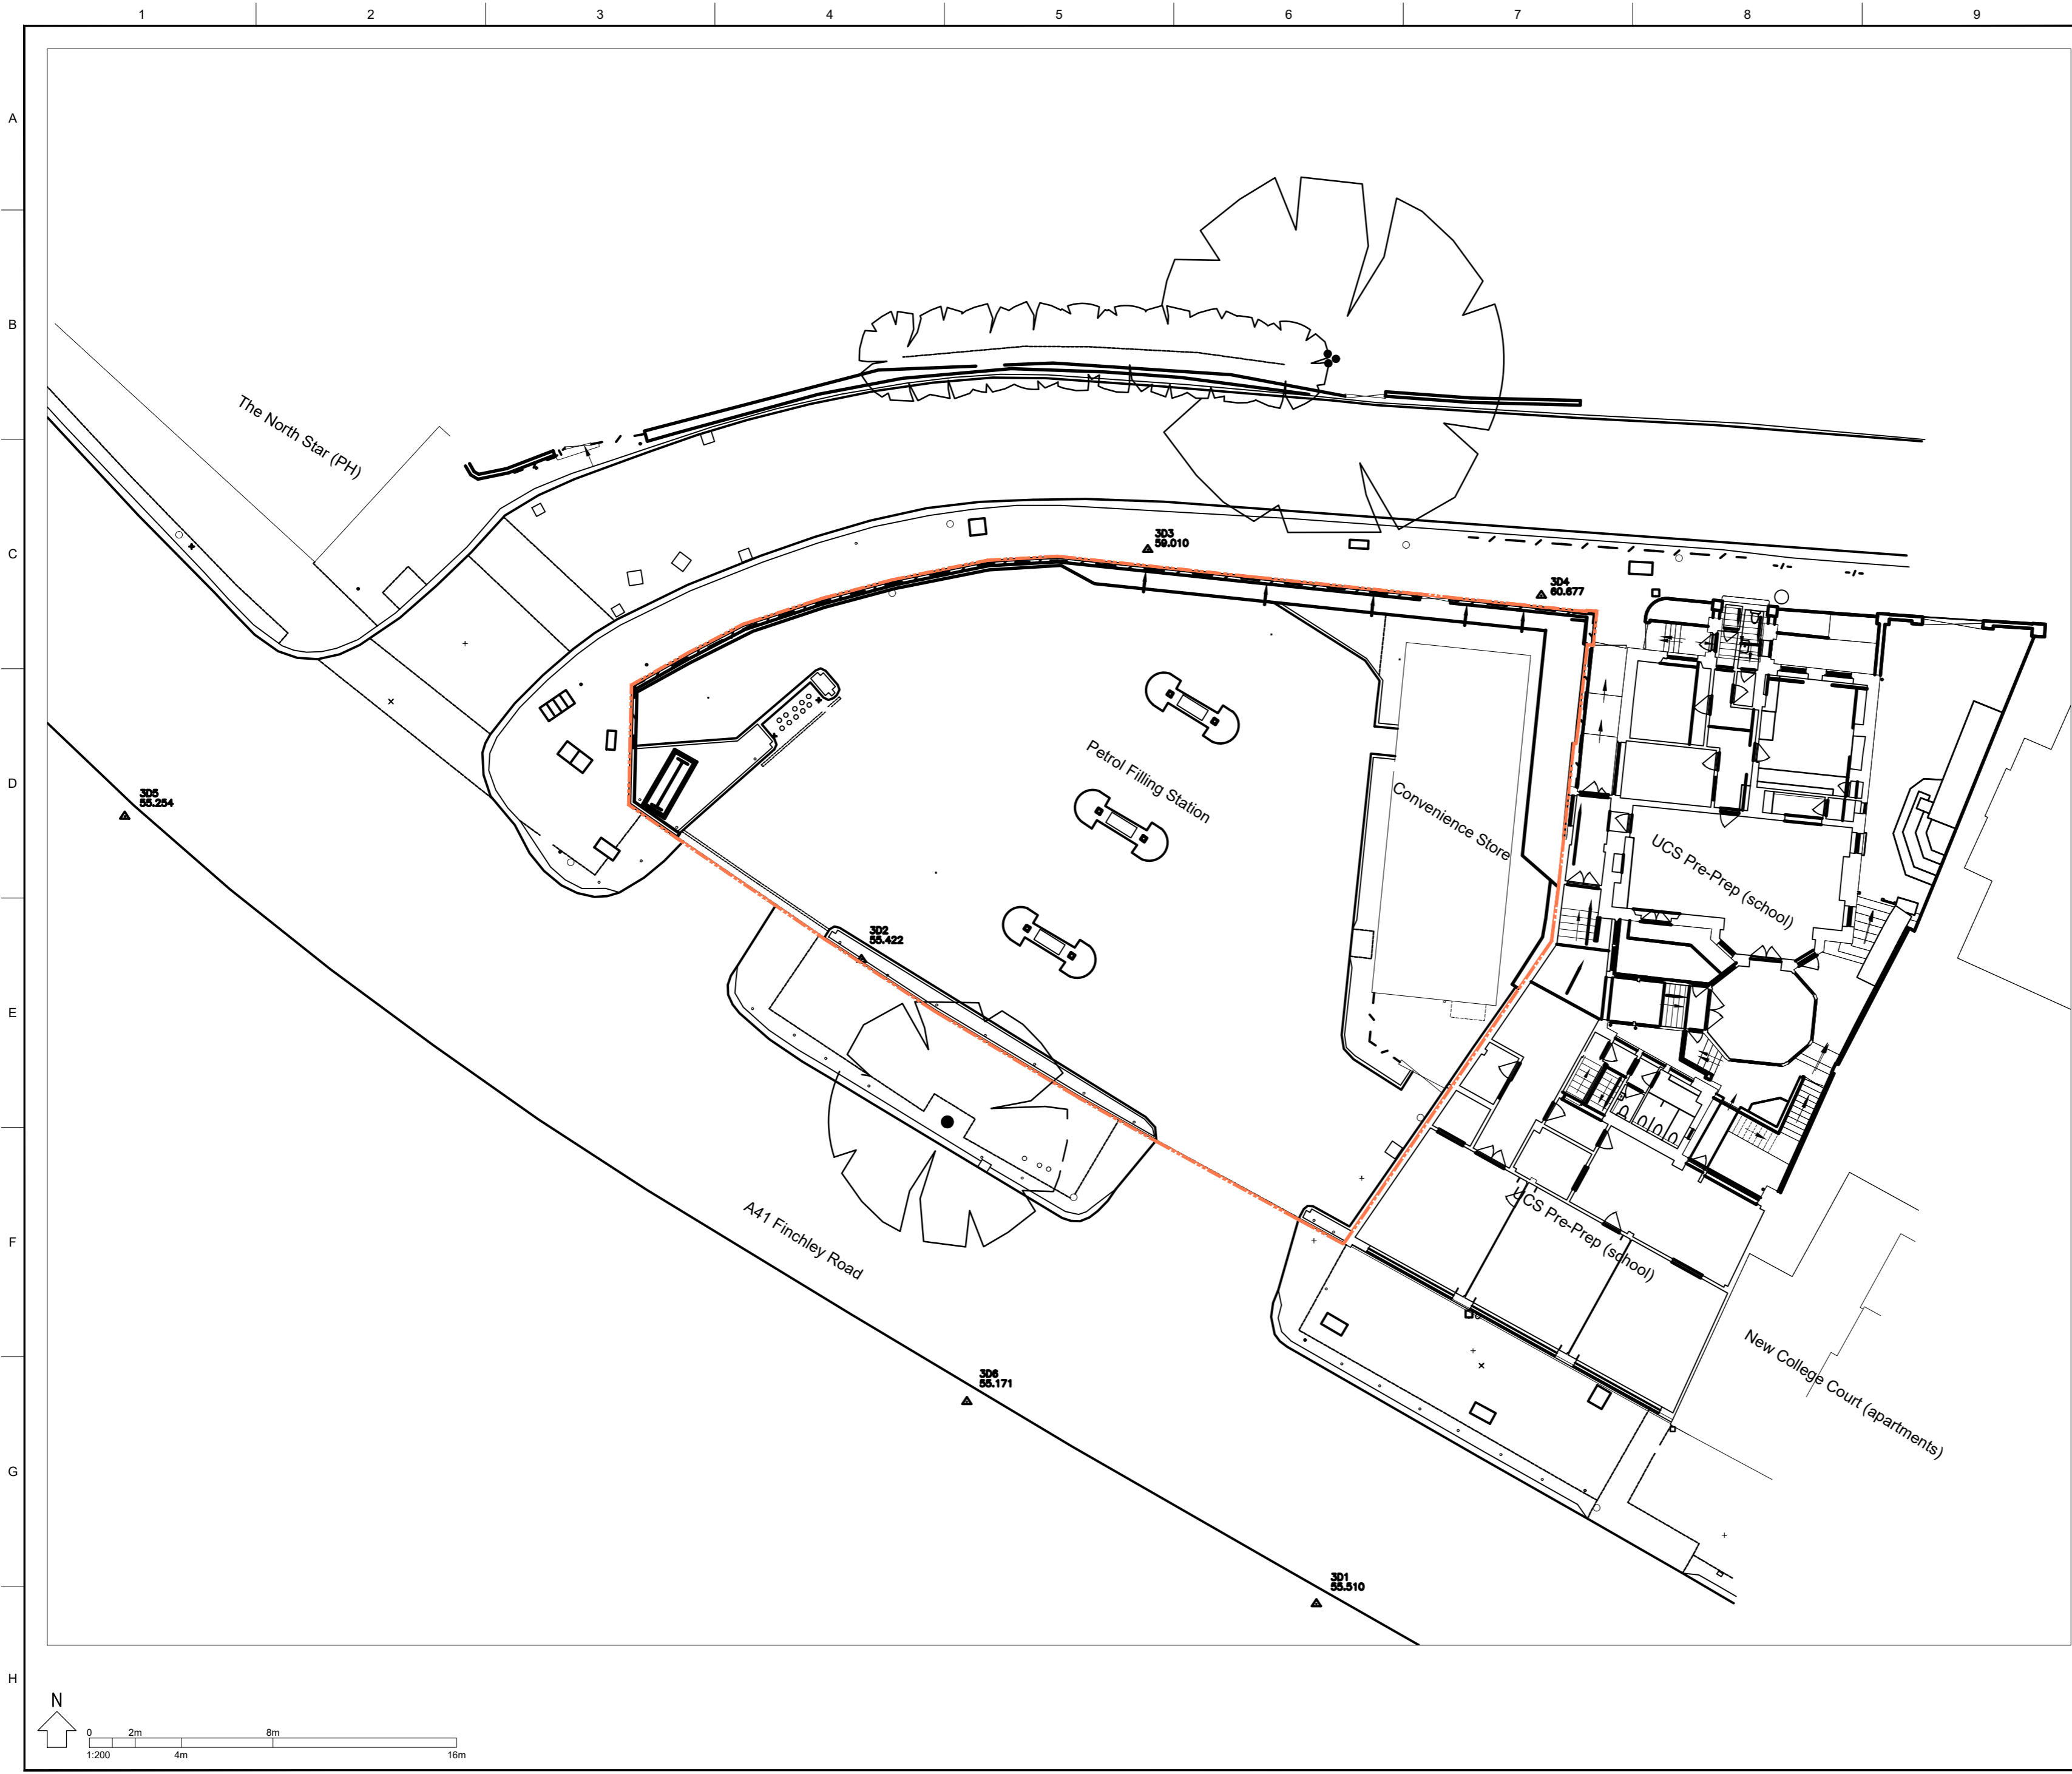 1 2 3 4 5 6 7 8 9
A
B
C
D
E
F
G
H
The North Star (PH)
3D3
59.010
3D4
60.677
Petrol Filling Station
Convenience Store
3D5
55.254
UCS Pre-Prep (school)
3D2
55.422
A41 Finchley Road
UCS Pre-Prep (school)
New College Court (apartments)
3D6
55.171
3D1
55.510
N
0 2m 8m
1:200 4m 16m